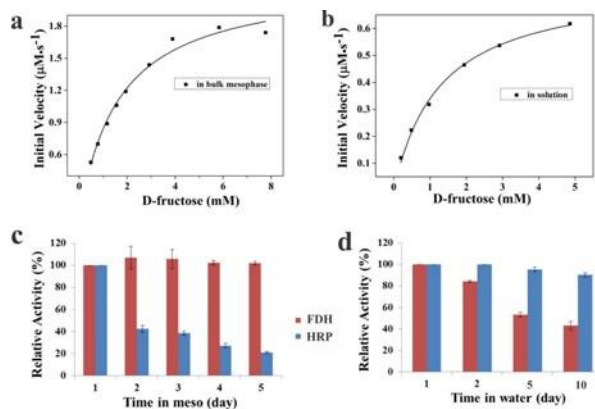 a
Initial Velocity (μM·s-1)
1.8
1.5
1.2
0.9
0.6
in bulk mesophase
0 2 4 6 8
D-fructose (mM)
b
Initial Velocity (μM·s-1)
0.6
0.5
0.4
0.3
0.2
0.1
in solution
0 1 2 3 4 5
D-fructose (mM)
c
Relative Activity (%)
120
100
80
60
40
20
0
1 2 3 4 5
Time in meso (day)
FDH
HRP
d
Relative Activity (%)
120
100
80
60
40
20
0
1 2 5 10
Time in water (day)